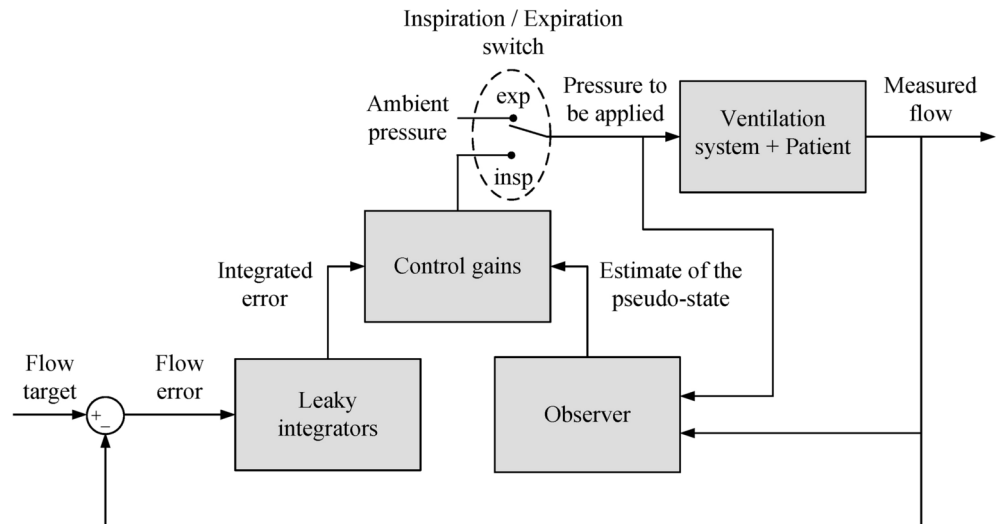 Inspiration / Expiration
switch
Ambient
pressure
exp
insp
Pressure to
be applied
Ventilation
system + Patient
Measured
flow
Control gains
Integrated
error
Estimate of the
pseudo-state
Flow
target
+
−
Flow
error
Leaky
integrators
Observer